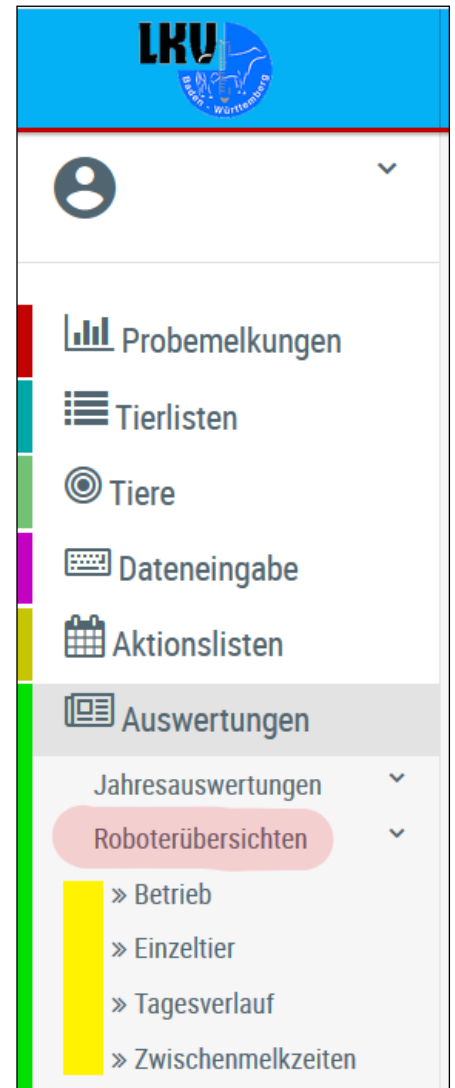 LKV
Baden - Württemberg
Probemelkungen
Tierlisten
Tiere
Dateneingabe
Aktionslisten
Auswertungen
Jahresauswertungen
Roboterübersichten
» Betrieb
» Einzeltier
» Tagesverlauf
» Zwischenmelkzeiten